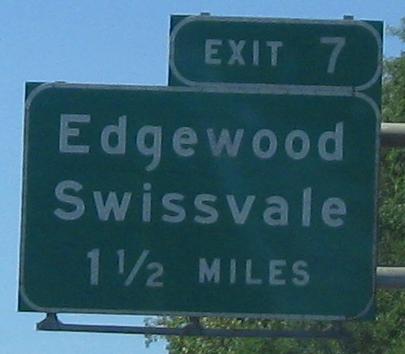 EXIT 7
Edgewood
Swissvale
1 1/2 MILES